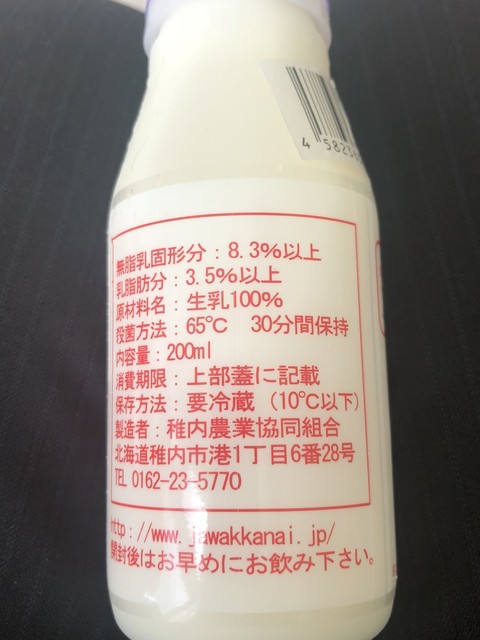 4 5823
無脂乳固形分：8.3%以上
乳脂肪分：3.5%以上
原材料名：生乳100%
殺菌方法：65℃ 30分間保持
内容量：200ml
消費期限：上部蓋に記載
保存方法：要冷蔵（10℃以下）
製造者：稚内農業協同組合
北海道稚内市港1丁目6番28号
TEL 0162-23-5770
http://www.jawakkanai.jp/
開封後はお早めにお飲み下さい。